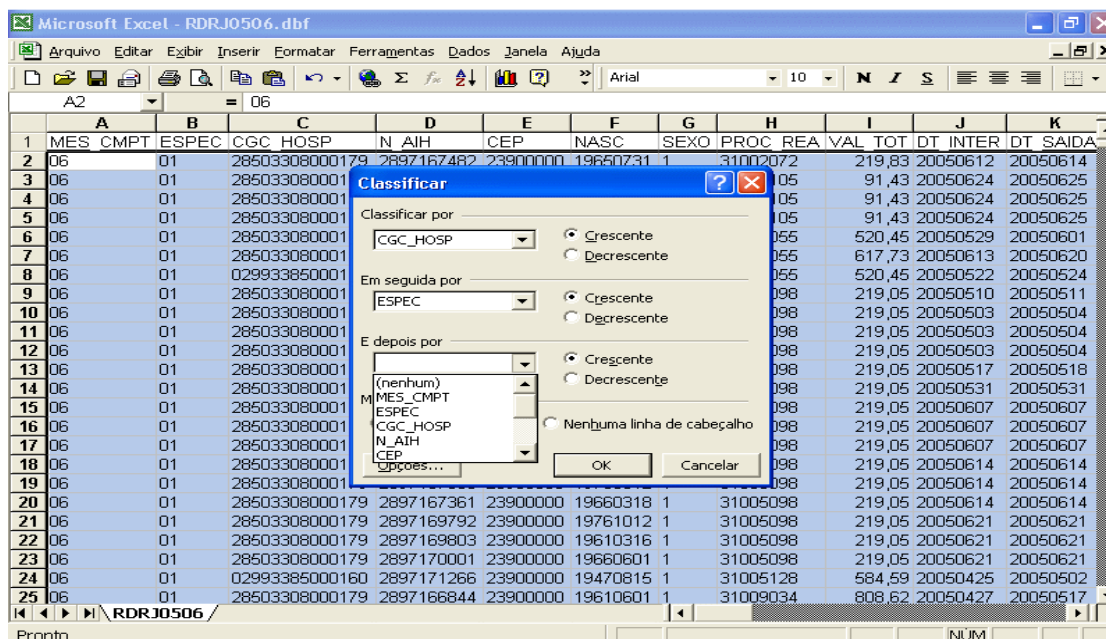 Microsoft Excel - RDRJ0506.dbf
Arquivo Editar Exibir Inserir Formatar Ferramentas Dados Janela Ajuda
Arial 10 N I S
A2 = 06
A B C D E F G H I J K
1 MES_CMPT ESPEC CGC_HOSP N_AIH CEP NASC SEXO PROC_REA VAL_TOT DT_INTER DT_SAIDA
2 06 01 28503308000179 2897167482 23900000 19650731 1 31002072 219,83 20050612 20050614
3 06 01 285033080001 105 91,43 20050624 20050625
4 06 01 285033080001 105 91,43 20050624 20050625
5 06 01 285033080001 105 91,43 20050624 20050625
6 06 01 285033080001 055 520,45 20050529 20050601
7 06 01 285033080001 055 617,73 20050613 20050620
8 06 01 029933850001 055 520,45 20050522 20050524
9 06 01 285033080001 098 219,05 20050510 20050511
10 06 01 285033080001 098 219,05 20050503 20050504
11 06 01 285033080001 098 219,05 20050503 20050504
12 06 01 285033080001 098 219,05 20050503 20050504
13 06 01 285033080001 098 219,05 20050517 20050518
14 06 01 285033080001 098 219,05 20050531 20050531
15 06 01 285033080001 098 219,05 20050607 20050607
16 06 01 285033080001 098 219,05 20050607 20050607
17 06 01 285033080001 098 219,05 20050607 20050607
18 06 01 285033080001 098 219,05 20050614 20050614
19 06 01 098 219,05 20050614 20050614
20 06 01 28503308000179 2897167361 23900000 19660318 1 31005098 219,05 20050614 20050614
21 06 01 28503308000179 2897169792 23900000 19761012 1 31005098 219,05 20050621 20050621
22 06 01 28503308000179 2897169803 23900000 19610316 1 31005098 219,05 20050621 20050621
23 06 01 28503308000179 2897170001 23900000 19660601 1 31005098 219,05 20050621 20050621
24 06 01 02993385000160 2897171266 23900000 19470815 1 31005128 584,59 20050425 20050502
25 06 01 28503308000179 2897166844 23900000 19610601 1 31009034 808,62 20050427 20050517
RDRJ0506
Pronto NÚM
Classificar
Classificar por
CGC_HOSP Crescente
Decrescente
Em seguida por
ESPEC Crescente
Decrescente
E depois por
Crescente
Decrescente
(nenhum)
MES_CMPT
ESPEC
CGC_HOSP
N_AIH
CEP
M
Nenhuma linha de cabeçalho
Opções... OK Cancelar